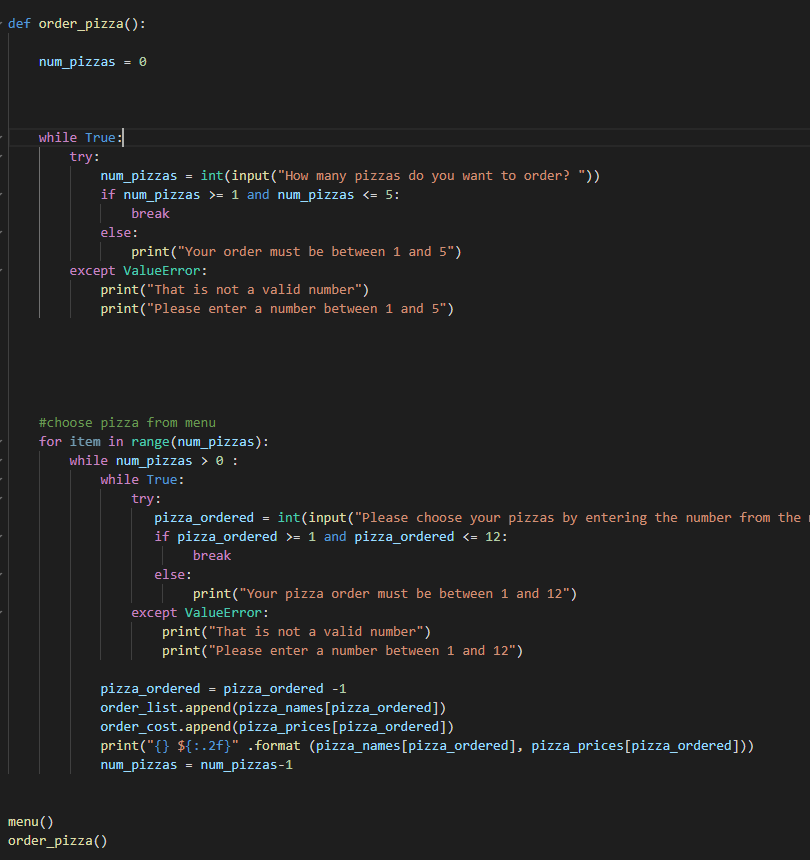 def order_pizza():
num_pizzas = 0
while True:
try:
num_pizzas = int(input("How many pizzas do you want to order? "))
if num_pizzas >= 1 and num_pizzas <= 5:
break
else:
print("Your order must be between 1 and 5")
except ValueError:
print("That is not a valid number")
print("Please enter a number between 1 and 5")
#choose pizza from menu
for item in range(num_pizzas):
while num_pizzas > 0 :
while True:
try:
pizza_ordered = int(input("Please choose your pizzas by entering the number from the
if pizza_ordered >= 1 and pizza_ordered <= 12:
break
else:
print("Your pizza order must be between 1 and 12")
except ValueError:
print("That is not a valid number")
print("Please enter a number between 1 and 12")
pizza_ordered = pizza_ordered -1
order_list.append(pizza_names[pizza_ordered])
order_cost.append(pizza_prices[pizza_ordered])
print("{} ${:.2f}" .format (pizza_names[pizza_ordered], pizza_prices[pizza_ordered]))
num_pizzas = num_pizzas-1
menu()
order_pizza()